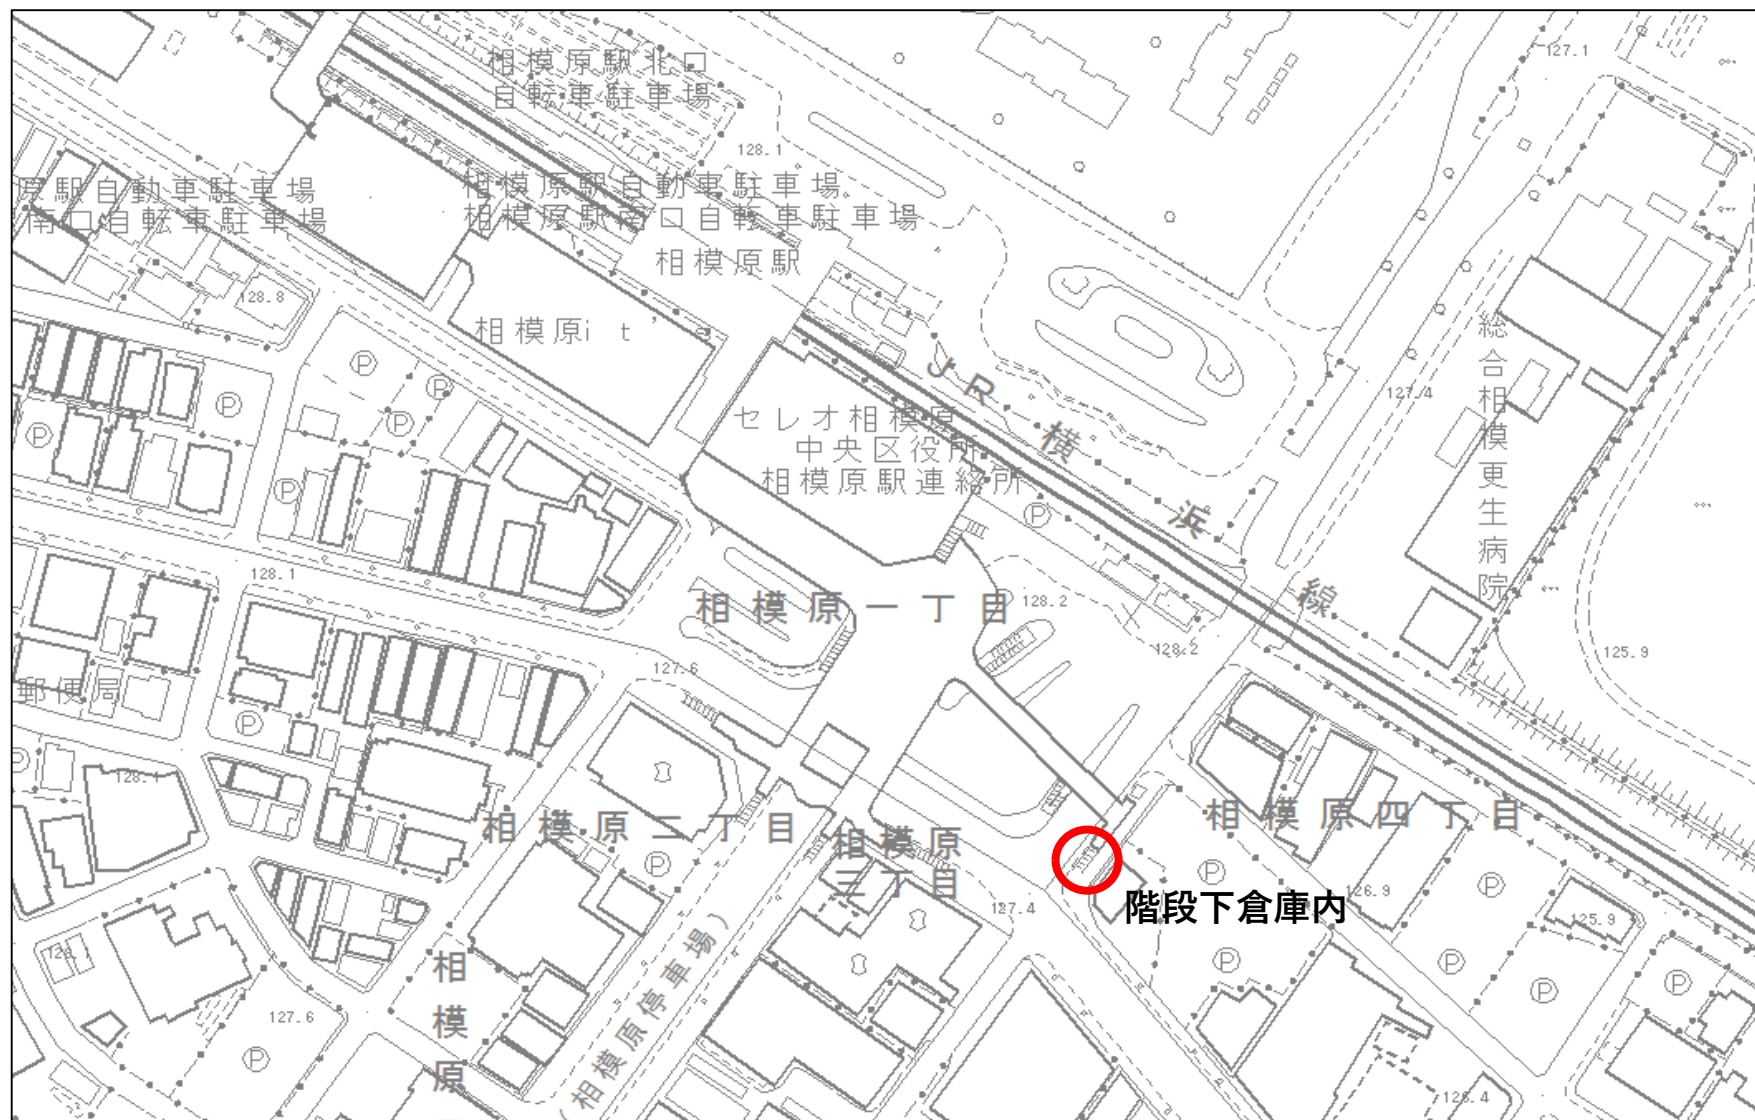 相模原駅北口
自転車駐車場
127.1
128.1
原駅自動車駐車場
南口自転車駐車場
相模原駅自動車駐車場
相模原駅南口自転車駐車場
相模原駅
128.8
相模原it's
総合相模更生病院
JR横浜線
127.4
セレオ相模原
中央区役所
相模原駅連絡所
P
P
P
P
P
P
P
128.1
相模原一丁目
128.2
128.2
125.9
127.6
郵便局
P
P
128.1
相模原二丁目
相模原
三丁目
相模原四丁目
P
P
P
126.9
125.9
127.4
階段下倉庫内
(相模原停車場)
相模原
P
P
P
P
127.6
P
126.4